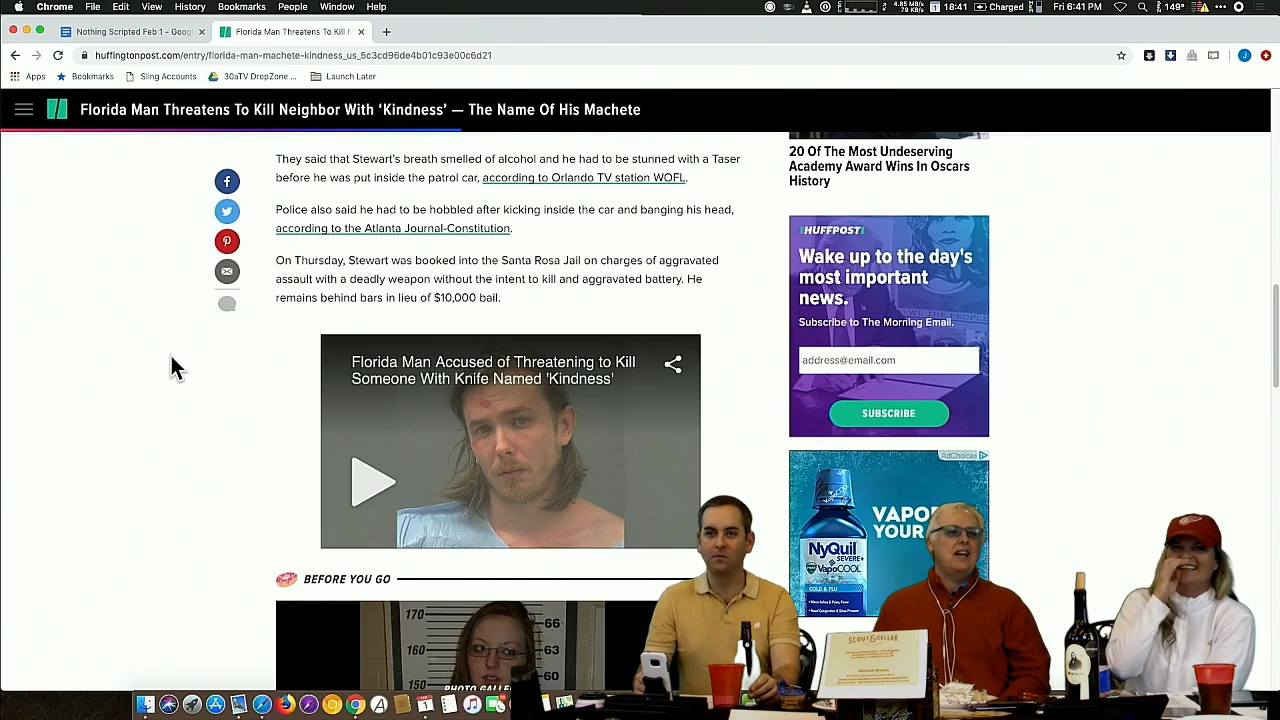 Chrome File Edit View History Bookmarks People Window Help
4.85 MB/s
79 KB/s
18:41 Charged Fri 6:41 PM 149°
Nothing Scripted Feb 1 - Googl
Florida Man Threatens To Kill N
huffingtonpost.com/entry/florida-man-machete-kindness_us_5c3cd96de4b01c93e00c6d21
Apps Bookmarks Sling Accounts 30aTV DropZone ... Launch Later
Florida Man Threatens To Kill Neighbor With ‘Kindness’ — The Name Of His Machete
They said that Stewart's breath smelled of alcohol and he had to be stunned with a Taser
before he was put inside the patrol car, according to Orlando TV station WOFL.
Police also said he had to be hobbled after kicking inside the car and banging his head,
according to the Atlanta Journal-Constitution.
On Thursday, Stewart was booked into the Santa Rosa Jail on charges of aggravated
assault with a deadly weapon without the intent to kill and aggravated battery. He
remains behind bars in lieu of $10,000 bail.
Florida Man Accused of Threatening to Kill
Someone With Knife Named 'Kindness'
BEFORE YOU GO
170
160
150
66
63
60
PHOTO GALLE
20 Of The Most Undeserving
Academy Award Wins In Oscars
History
HUFFPOST
Wake up to the day's
most important
news.
Subscribe to The Morning Email.
address@email.com
SUBSCRIBE
AdChoices
VAPO
YOUR
NyQuil
SEVERE+
VapoCOOL
COLD & FLU
SCOUT & CELLAR